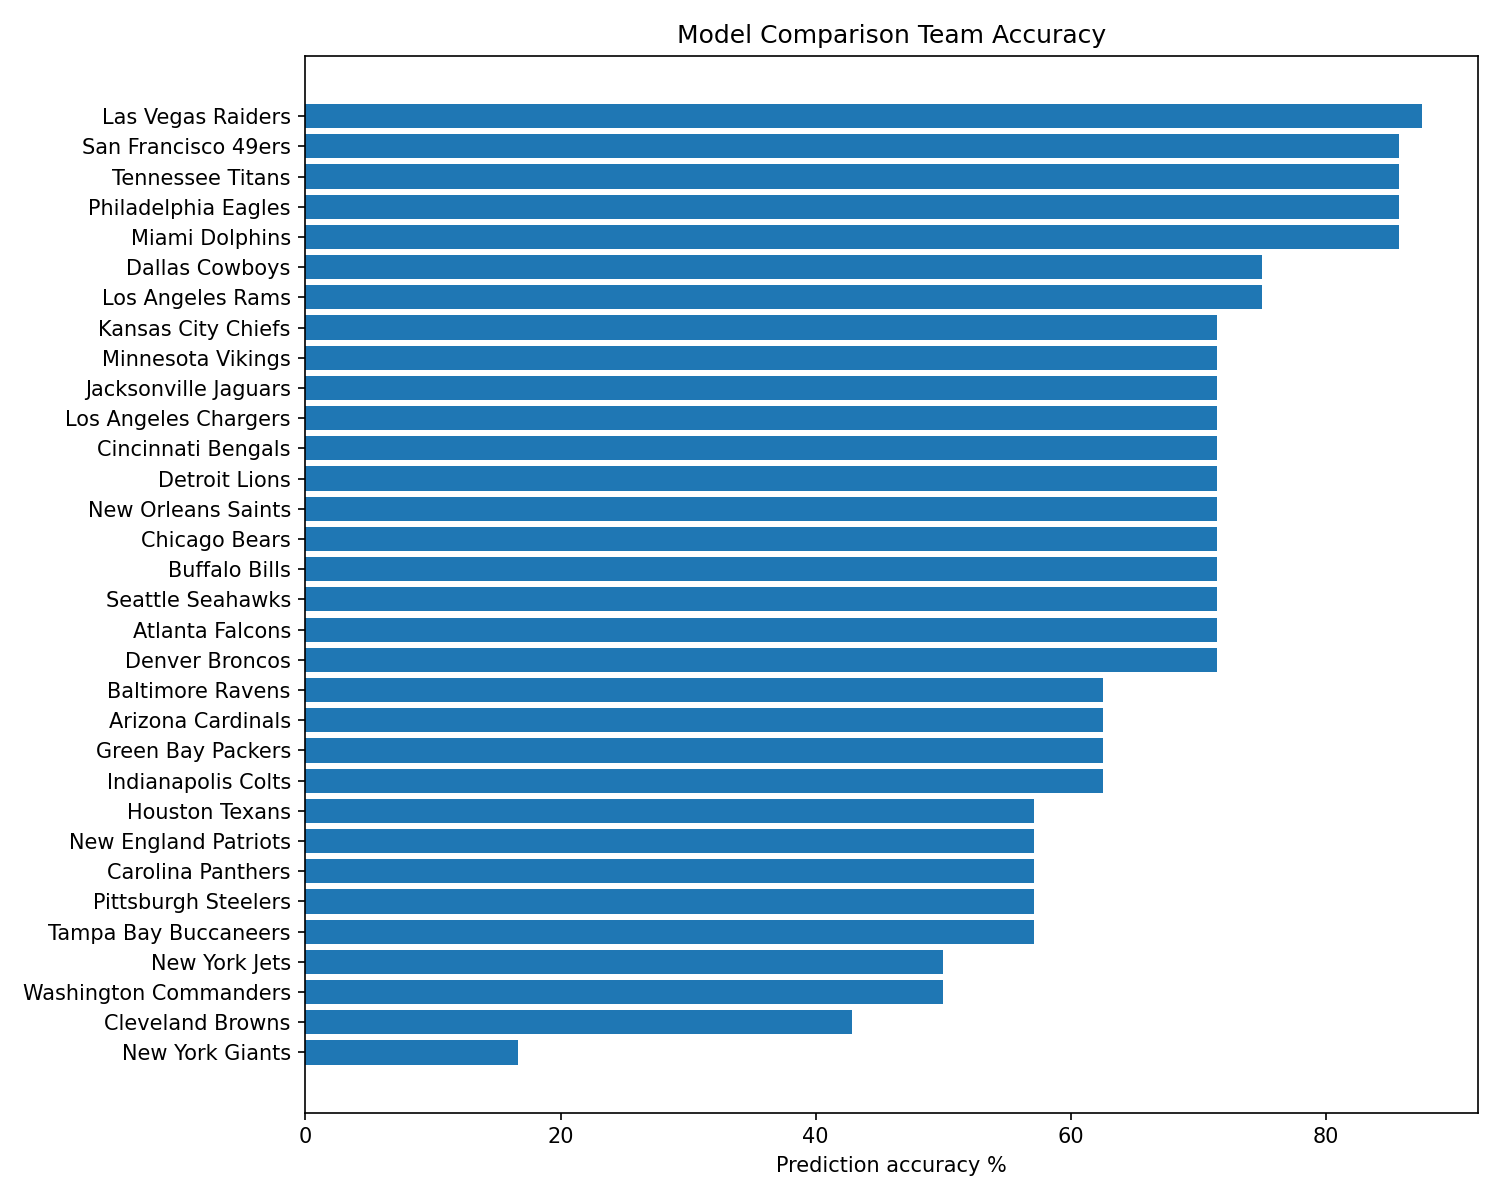 Model Comparison Team Accuracy
Las Vegas Raiders
San Francisco 49ers
Tennessee Titans
Philadelphia Eagles
Miami Dolphins
Dallas Cowboys
Los Angeles Rams
Kansas City Chiefs
Minnesota Vikings
Jacksonville Jaguars
Los Angeles Chargers
Cincinnati Bengals
Detroit Lions
New Orleans Saints
Chicago Bears
Buffalo Bills
Seattle Seahawks
Atlanta Falcons
Denver Broncos
Baltimore Ravens
Arizona Cardinals
Green Bay Packers
Indianapolis Colts
Houston Texans
New England Patriots
Carolina Panthers
Pittsburgh Steelers
Tampa Bay Buccaneers
New York Jets
Washington Commanders
Cleveland Browns
New York Giants
0 20 40 60 80
Prediction accuracy %